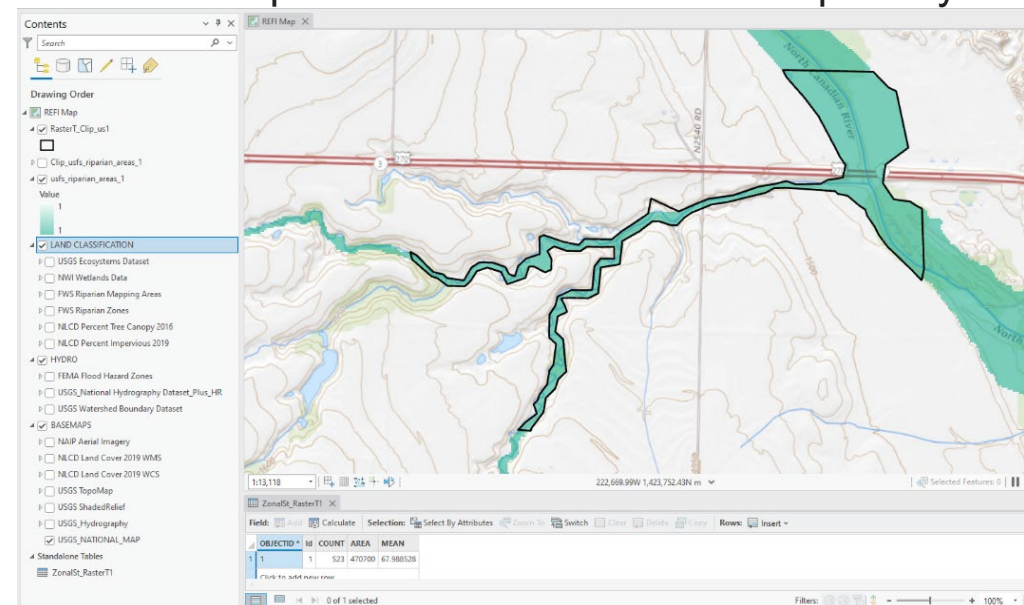 Contents
REFI Map
Search
Drawing Order
REFI Map
RasterT_Clip_us1
Clip_usfs_riparian_areas_1
usfs_riparian_areas_1
Value
1
1
LAND CLASSIFICATION
USGS Ecosystems Dataset
NWI Wetlands Data
FWS Riparian Mapping Areas
FWS Riparian Zones
NLCD Percent Tree Canopy 2016
NLCD Percent Impervious 2019
HYDRO
FEMA Flood Hazard Zones
USGS_National Hydrography Dataset_Plus_HR
USGS Watershed Boundary Dataset
BASEMAPS
NAIP Aerial Imagery
NLCD Land Cover 2019 WMS
NLCD Land Cover 2019 WCS
USGS TopoMap
USGS ShadedRelief
USGS_Hydrography
USGS_NATIONAL_MAP
Standalone Tables
ZonalSt_RasterT1
North Canadian River
N2540 RD
3
270
1500
North
1:13,118
222,669.99W 1,423,752.43N m
Selected Features: 0
ZonalSt_RasterT1
Field: Add Calculate Selection: Select By Attributes Zoom To Switch Clear Delete Copy Rows: Insert
OBJECTID * Id COUNT AREA MEAN
1 1 1 523 470700 67.988528
Click to add new row.
0 of 1 selected
Filters: - + 100%